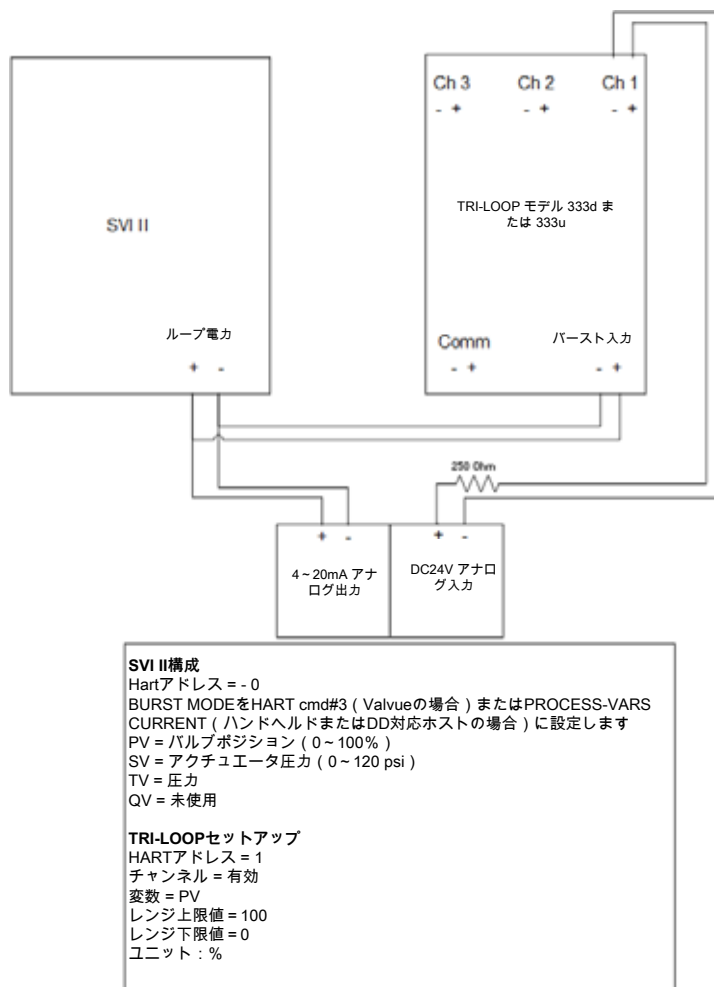 Ch 3 Ch 2 Ch 1
- + - + - +
SVI II
TRI-LOOP モデル 333d ま
たは 333u
ループ電力
+ -
Comm バースト入力
- + - +
250 Ohm
+ - + -
4~20mA アナ
ログ出力
DC24V アナロ
グ入力
SVI II構成
Hartアドレス = - 0
BURST MODEをHART cmd#3(Valvueの場合)またはPROCESS-VARS
CURRENT(ハンドヘルドまたはDD対応ホストの場合)に設定します
PV = バルブポジション(0~100%)
SV = アクチュエータ圧力(0~120 psi)
TV = 圧力
QV = 未使用
TRI-LOOPセットアップ
HARTアドレス = 1
チャンネル = 有効
変数 = PV
レンジ上限値 = 100
レンジ下限値 = 0
ユニット:%